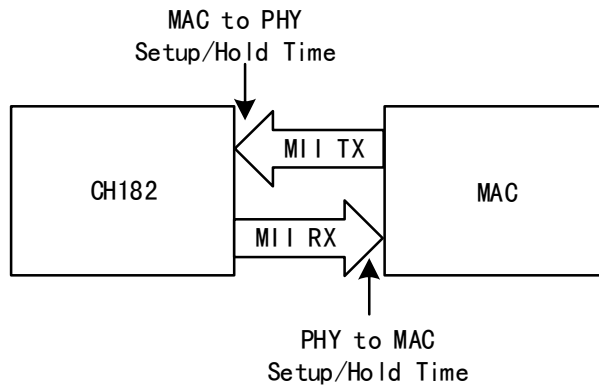 MAC to PHY
Setup/Hold Time
MII TX
CH182
MAC
MII RX
PHY to MAC
Setup/Hold Time